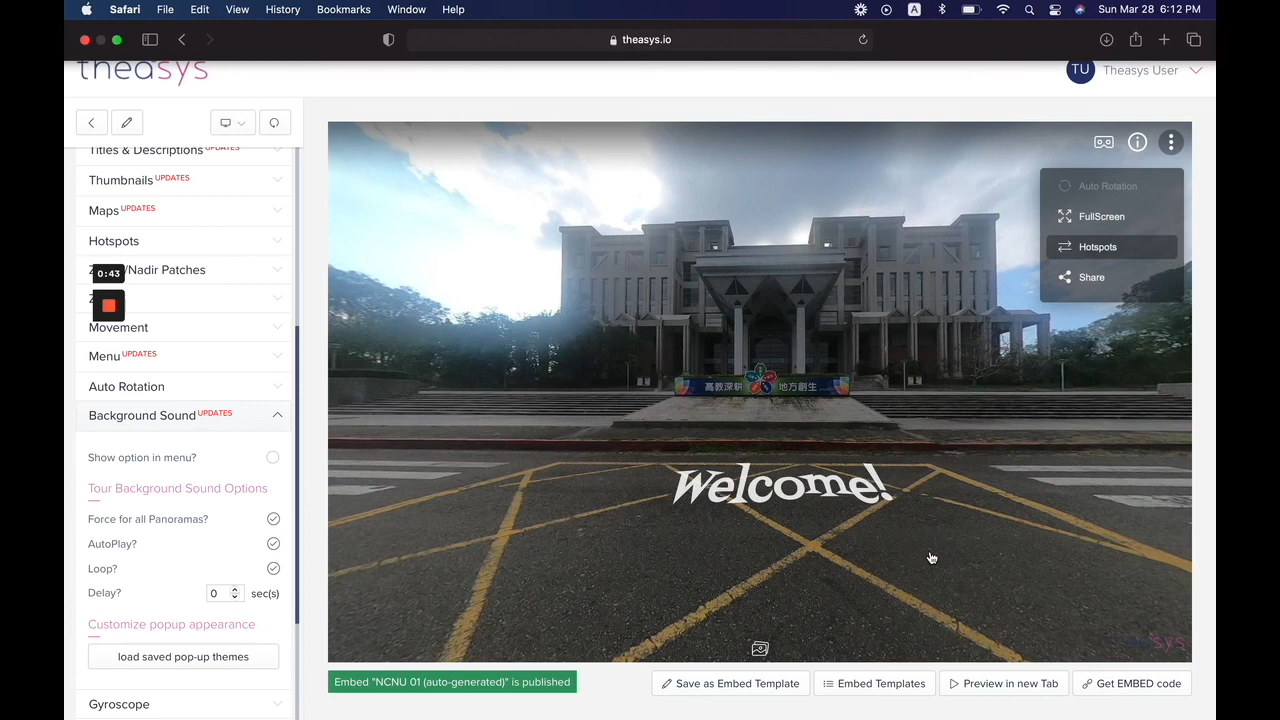 Safari File Edit View History Bookmarks Window Help
A
Sun Mar 28 6:12 PM
theasys.io
theasys
TU Theasys User
Titles & Descriptions UPDATES
Thumbnails UPDATES
Maps UPDATES
Hotspots
/Nadir Patches
0:43
Movement
Menu UPDATES
Auto Rotation
Background Sound UPDATES
Show option in menu?
Tour Background Sound Options
Force for all Panoramas?
AutoPlay?
Loop?
Delay? 0 sec(s)
Customize popup appearance
load saved pop-up themes
Gyroscope
Auto Rotation
FullScreen
Hotspots
Share
高教深耕 地方創生
Welcome!
Embed "NCNU 01 (auto-generated)" is published
Save as Embed Template
Embed Templates
Preview in new Tab
Get EMBED code